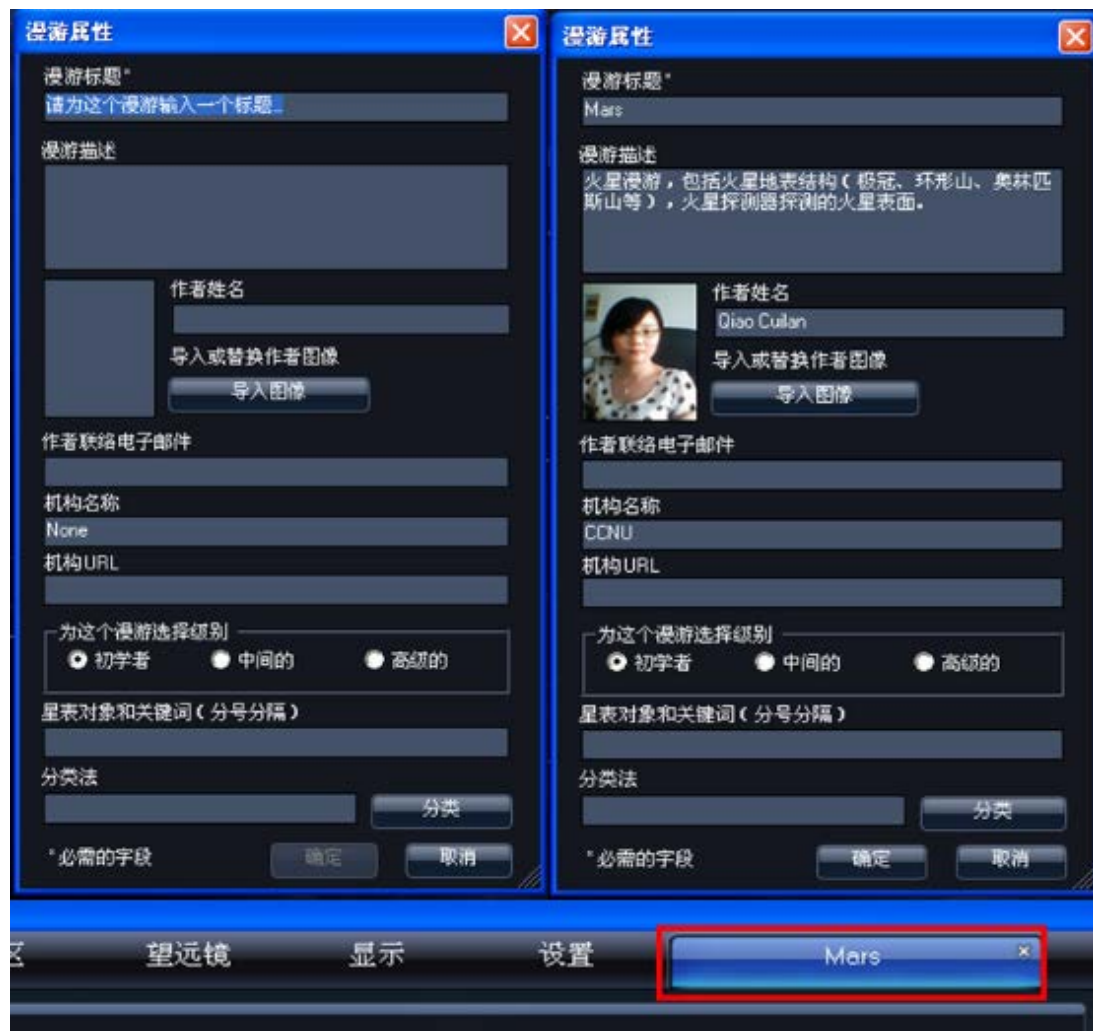 漫游属性
漫游标题*
请为这个漫游输入一个标题...
漫游描述
作者姓名
导入或替换作者图像
导入图像
作者联络电子邮件
机构名称
None
机构URL
为这个漫游选择级别
初学者 中间的 高级的
星表对象和关键词(分号分隔)
分类法
分类
*必需的字段 确定 取消
漫游属性
漫游标题*
Mars
漫游描述
火星漫游,包括火星地表结构(极冠、环形山、奥林匹
斯山等),火星探测器探测的火星表面。
作者姓名
Qiao Cuilan
导入或替换作者图像
导入图像
作者联络电子邮件
机构名称
CCNU
机构URL
为这个漫游选择级别
初学者 中间的 高级的
星表对象和关键词(分号分隔)
分类法
分类
*必需的字段 确定 取消
区 望远镜 显示 设置 Mars